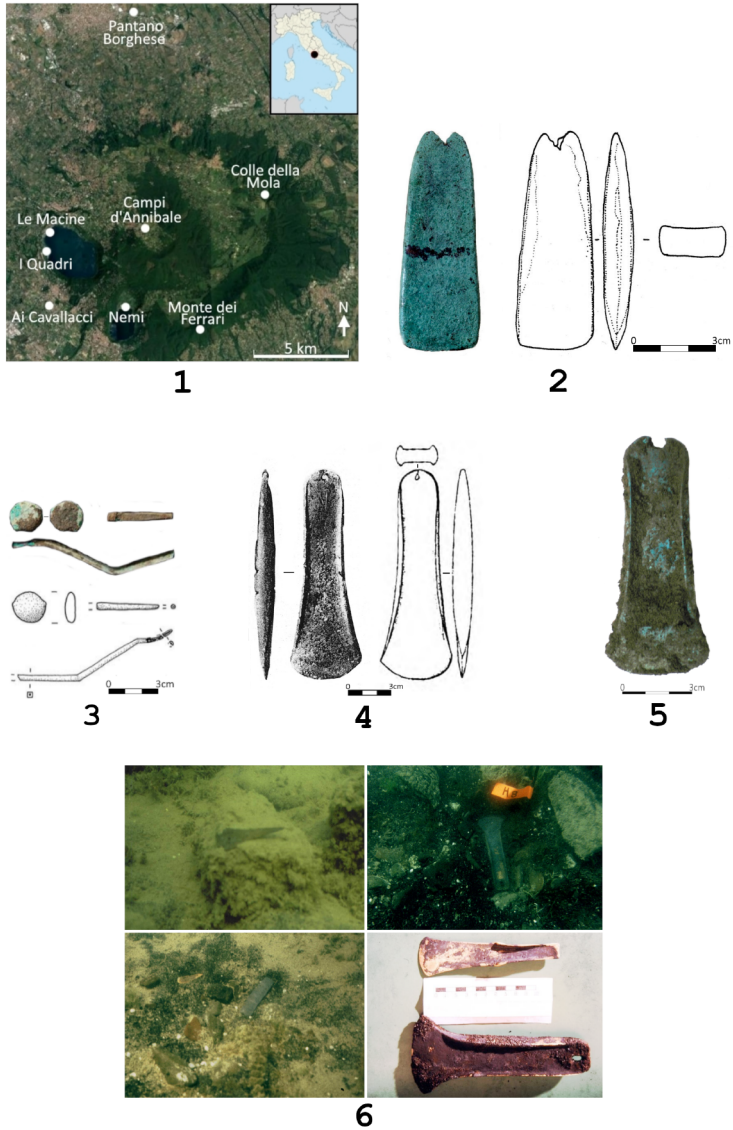 Pantano
Borghese
Colle della
Mola
Campi
d'Annibale
Le Macine
I Quadri
Ai Cavallacci
Nemi
Monte dei
Ferrari
N
5 km
1
0 3cm
2
0 3cm
3
0 3cm
4
0 3cm
5
6